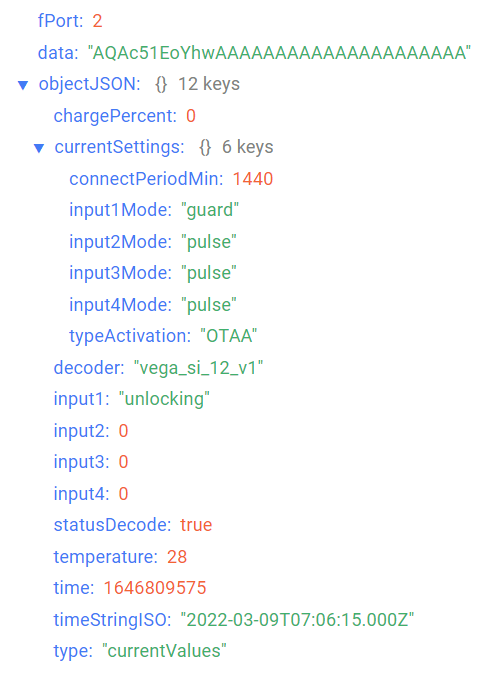 fPort: 2
data: "AQAc51EoYhwAAAAAAAAAAAAAAAAAAAAA"
objectJSON: {} 12 keys
chargePercent: 0
currentSettings: {} 6 keys
connectPeriodMin: 1440
input1Mode: "guard"
input2Mode: "pulse"
input3Mode: "pulse"
input4Mode: "pulse"
typeActivation: "OTAA"
decoder: "vega_si_12_v1"
input1: "unlocking"
input2: 0
input3: 0
input4: 0
statusDecode: true
temperature: 28
time: 1646809575
timeStringISO: "2022-03-09T07:06:15.000Z"
type: "currentValues"